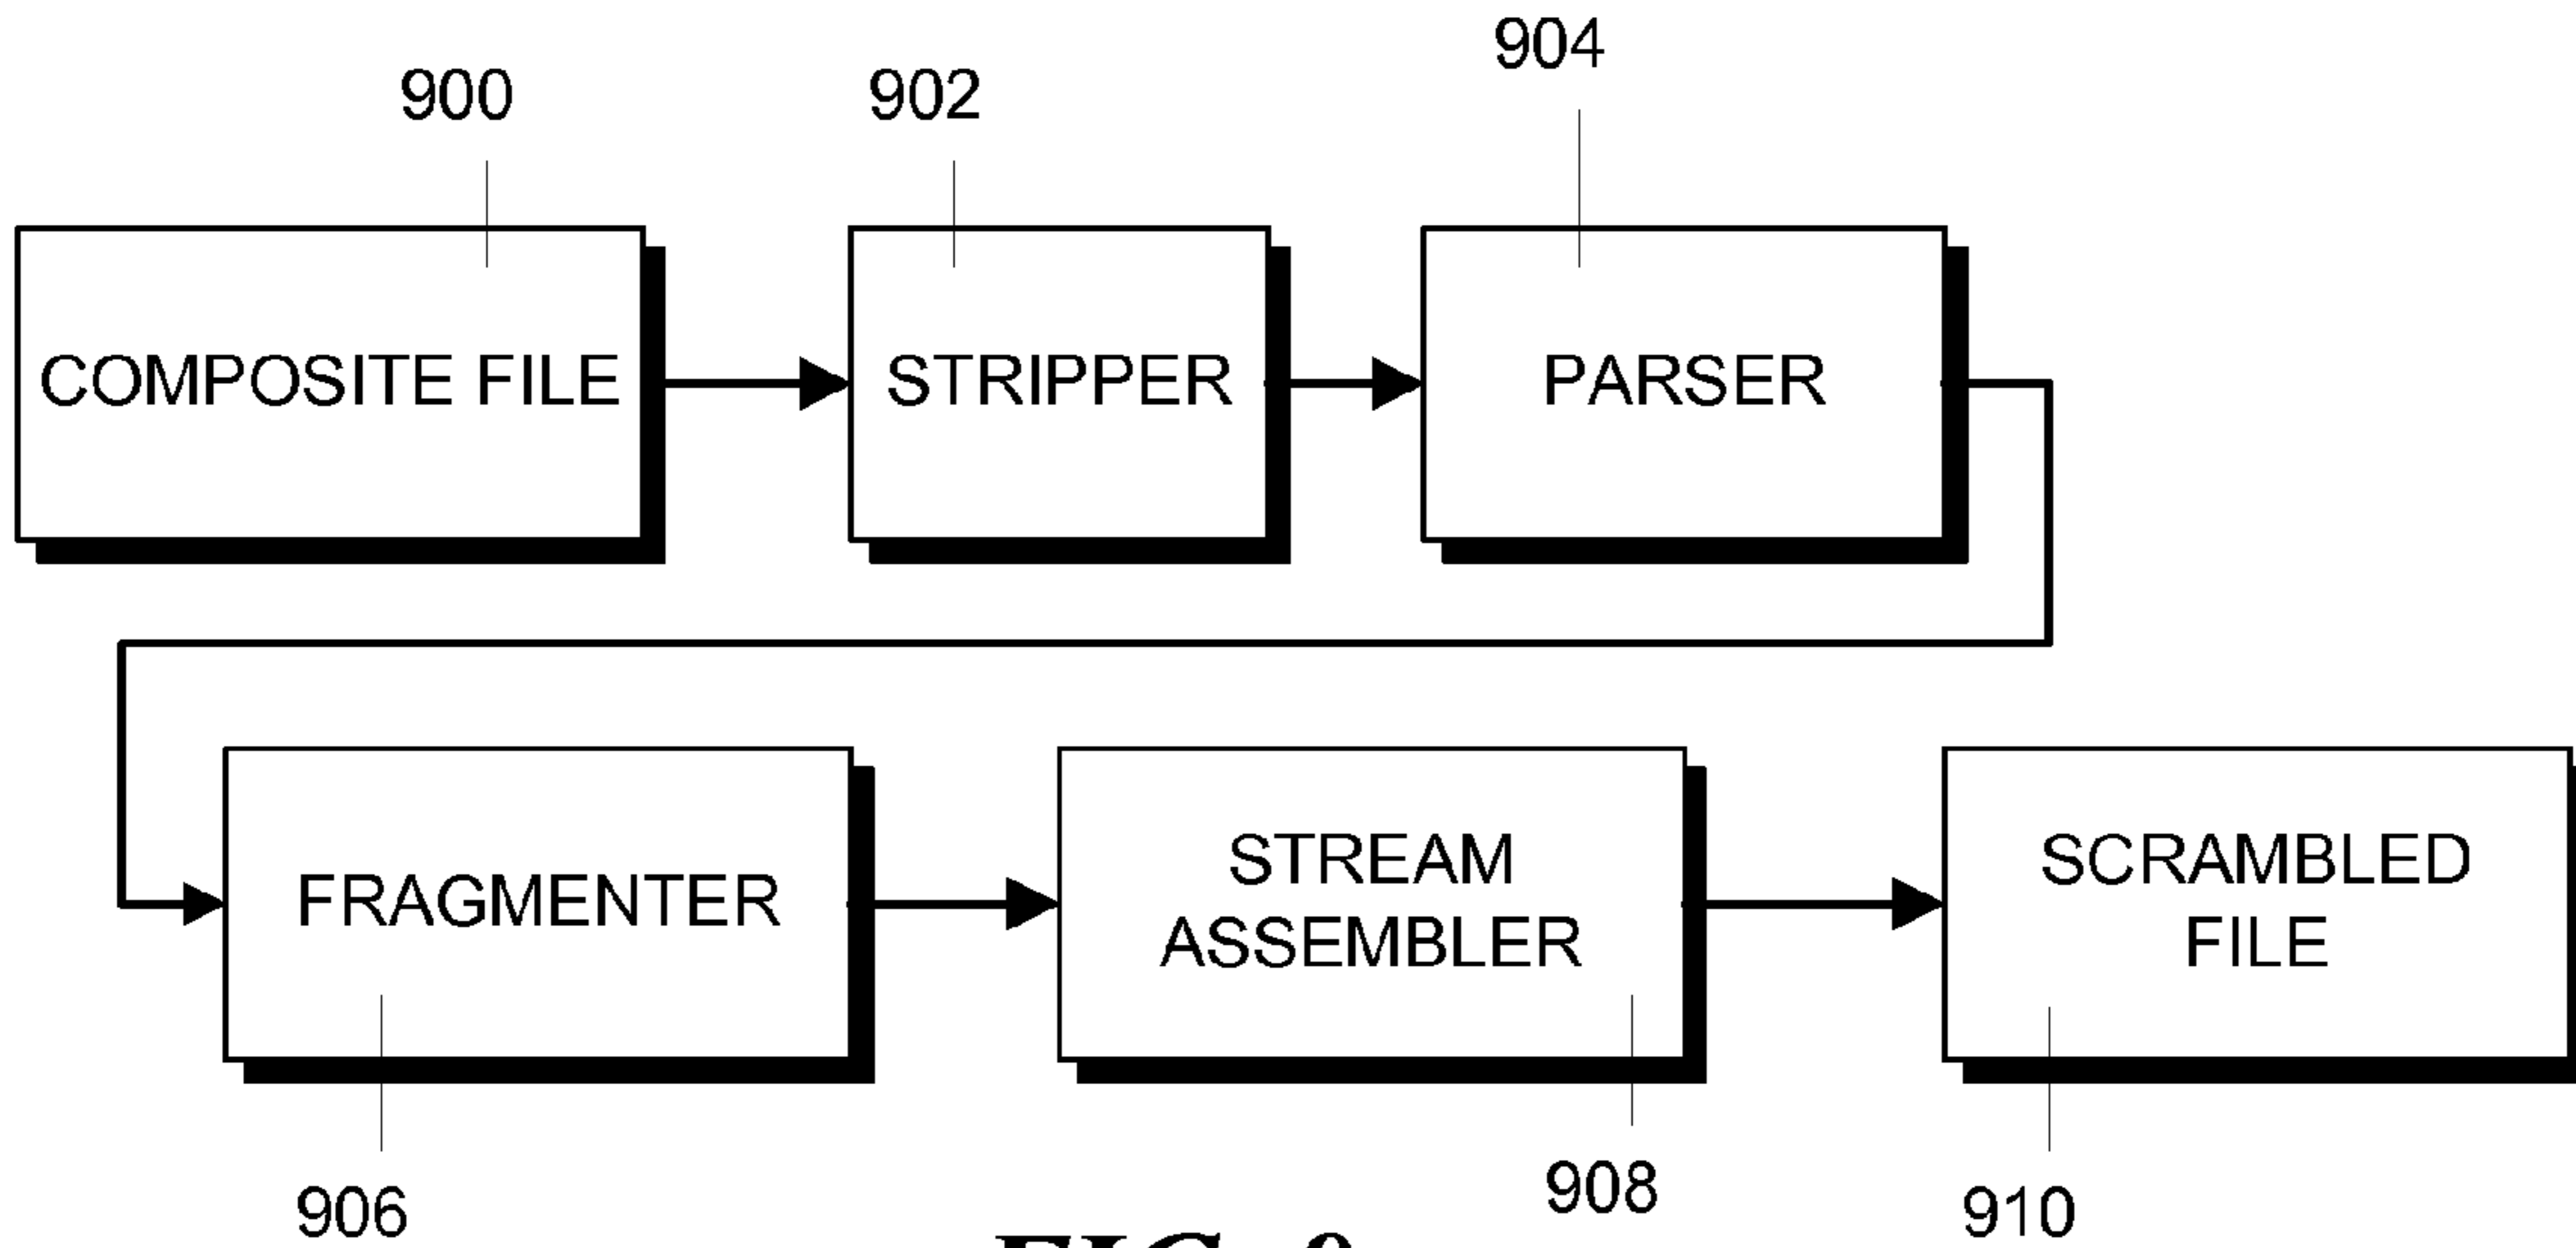 904
900
902
COMPOSITE FILE
STRIPPER
PARSER
FRAGMENTER
STREAM
ASSEMBLER
SCRAMBLED
FILE
906
908
910